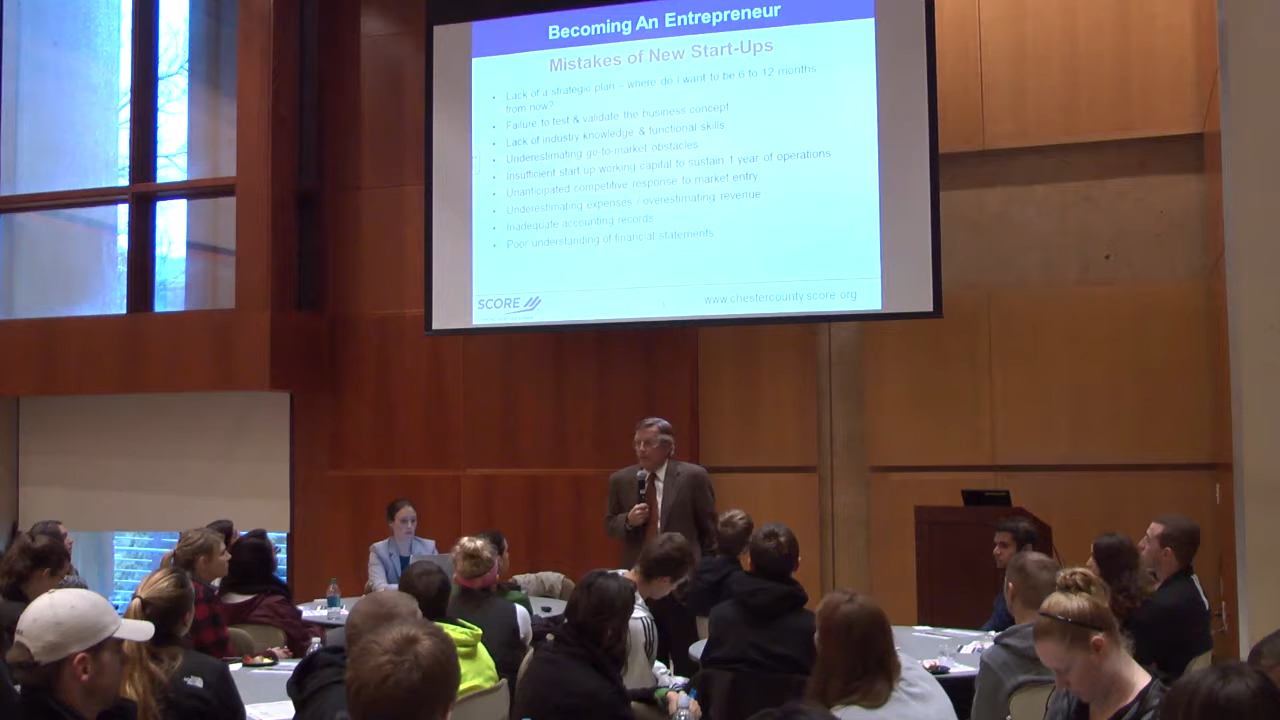 Becoming An Entrepreneur
Mistakes of New Start-Ups
• Lack of a strategic plan – where do I want to be 6 to 12 months
from now?
• Failure to test & validate the business concept
• Lack of industry knowledge & functional skills
• Underestimating go-to-market obstacles
• Insufficient start up working capital to sustain 1 year of operations
• Unanticipated competitive response to market entry
• Underestimating expenses / overestimating revenue
• Inadequate accounting records
• Poor understanding of financial statements
SCORE
www.chestercounty.score.org